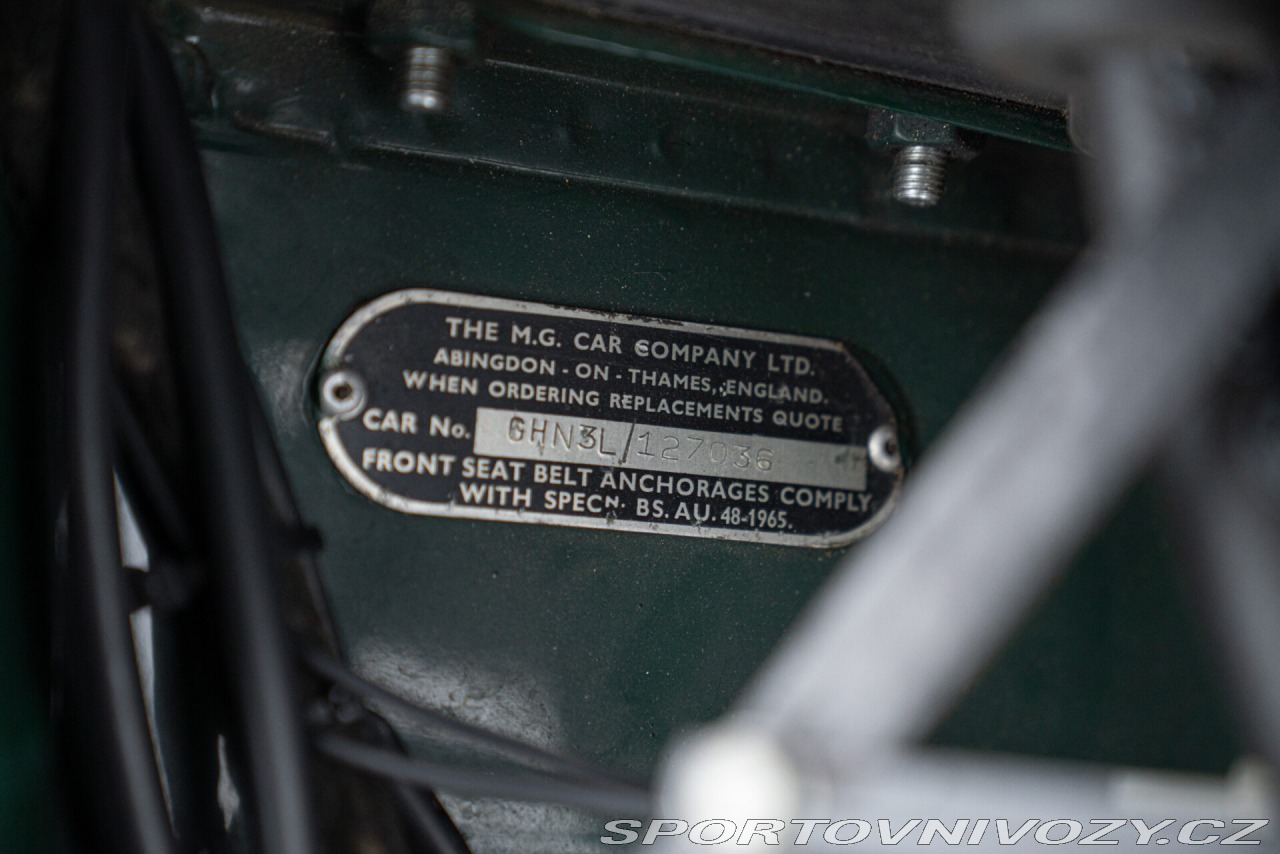 THE M.G. CAR COMPANY LTD.
ABINGDON - ON - THAMES, ENGLAND.
WHEN ORDERING REPLACEMENTS QUOTE
CAR No. GHN3L/127036
FRONT SEAT BELT ANCHORAGES COMPLY
WITH SPECN. BS. AU. 48-1965.
SPORTOVNIVOZY.CZ